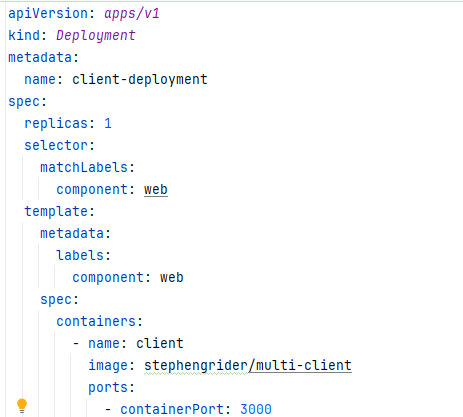 apiVersion: apps/v1
kind: Deployment
metadata:
  name: client-deployment
spec:
  replicas: 1
  selector:
    matchLabels:
      component: web
  template:
    metadata:
      labels:
        component: web
    spec:
      containers:
        - name: client
          image: stephengrider/multi-client
          ports:
            - containerPort: 3000